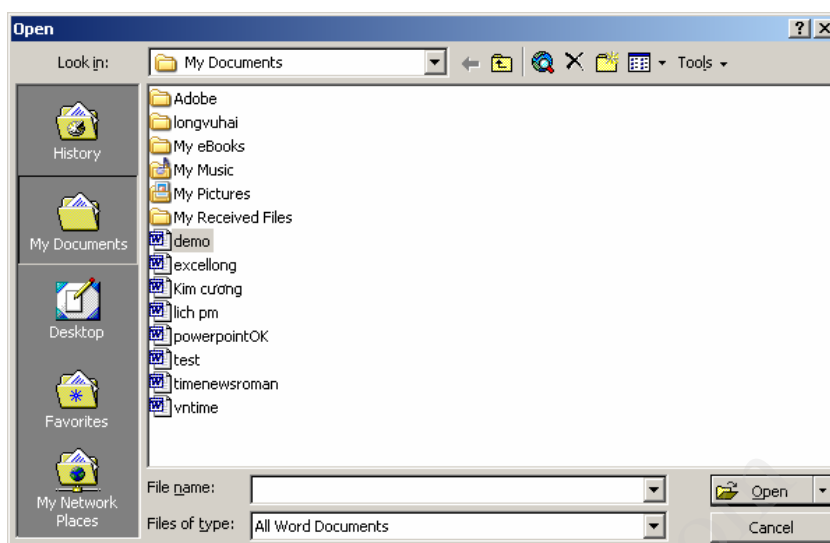 Open
Look in: My Documents Tools
History
My Documents
Desktop
Favorites
My Network
Places
Adobe
longvuhai
My eBooks
My Music
My Pictures
My Received Files
demo
excellong
Kim cương
lich pm
powerpointOK
test
timenewsroman
vntime
File name: Open
Files of type: All Word Documents Cancel